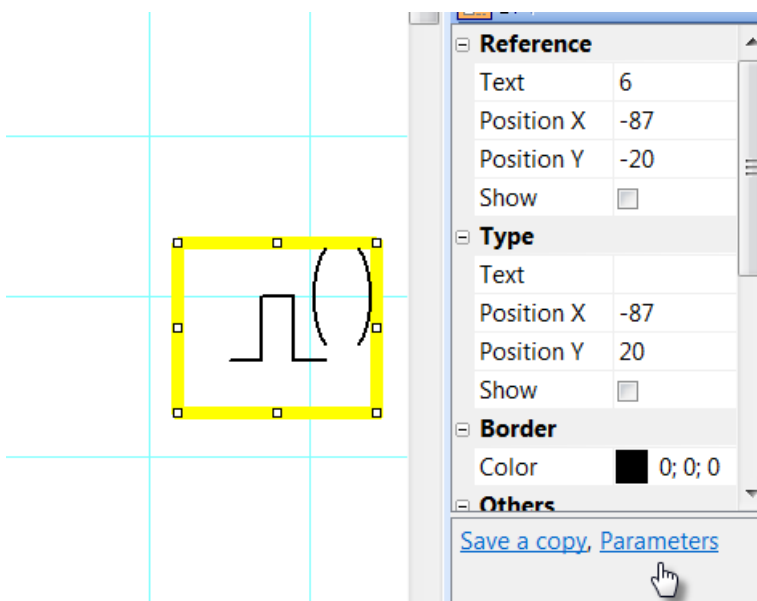 Reference
Text 6
Position X -87
Position Y -20
Show
Type
Text
Position X -87
Position Y 20
Show
Border
Color 0; 0; 0
Others
Save a copy, Parameters